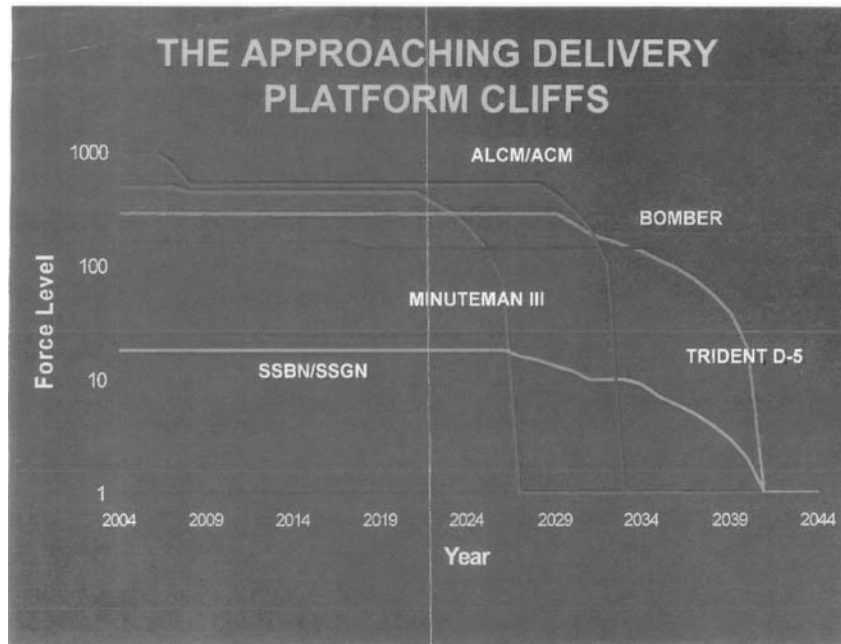 THE APPROACHING DELIVERY
PLATFORM CLIFFS
1000
ALCM/ACM
BOMBER
100
MINUTEMAN III
Force Level
TRIDENT D-5
SSBN/SSGN
10
1
2004 2009 2014 2019 2024 2029 2034 2039 2044
Year